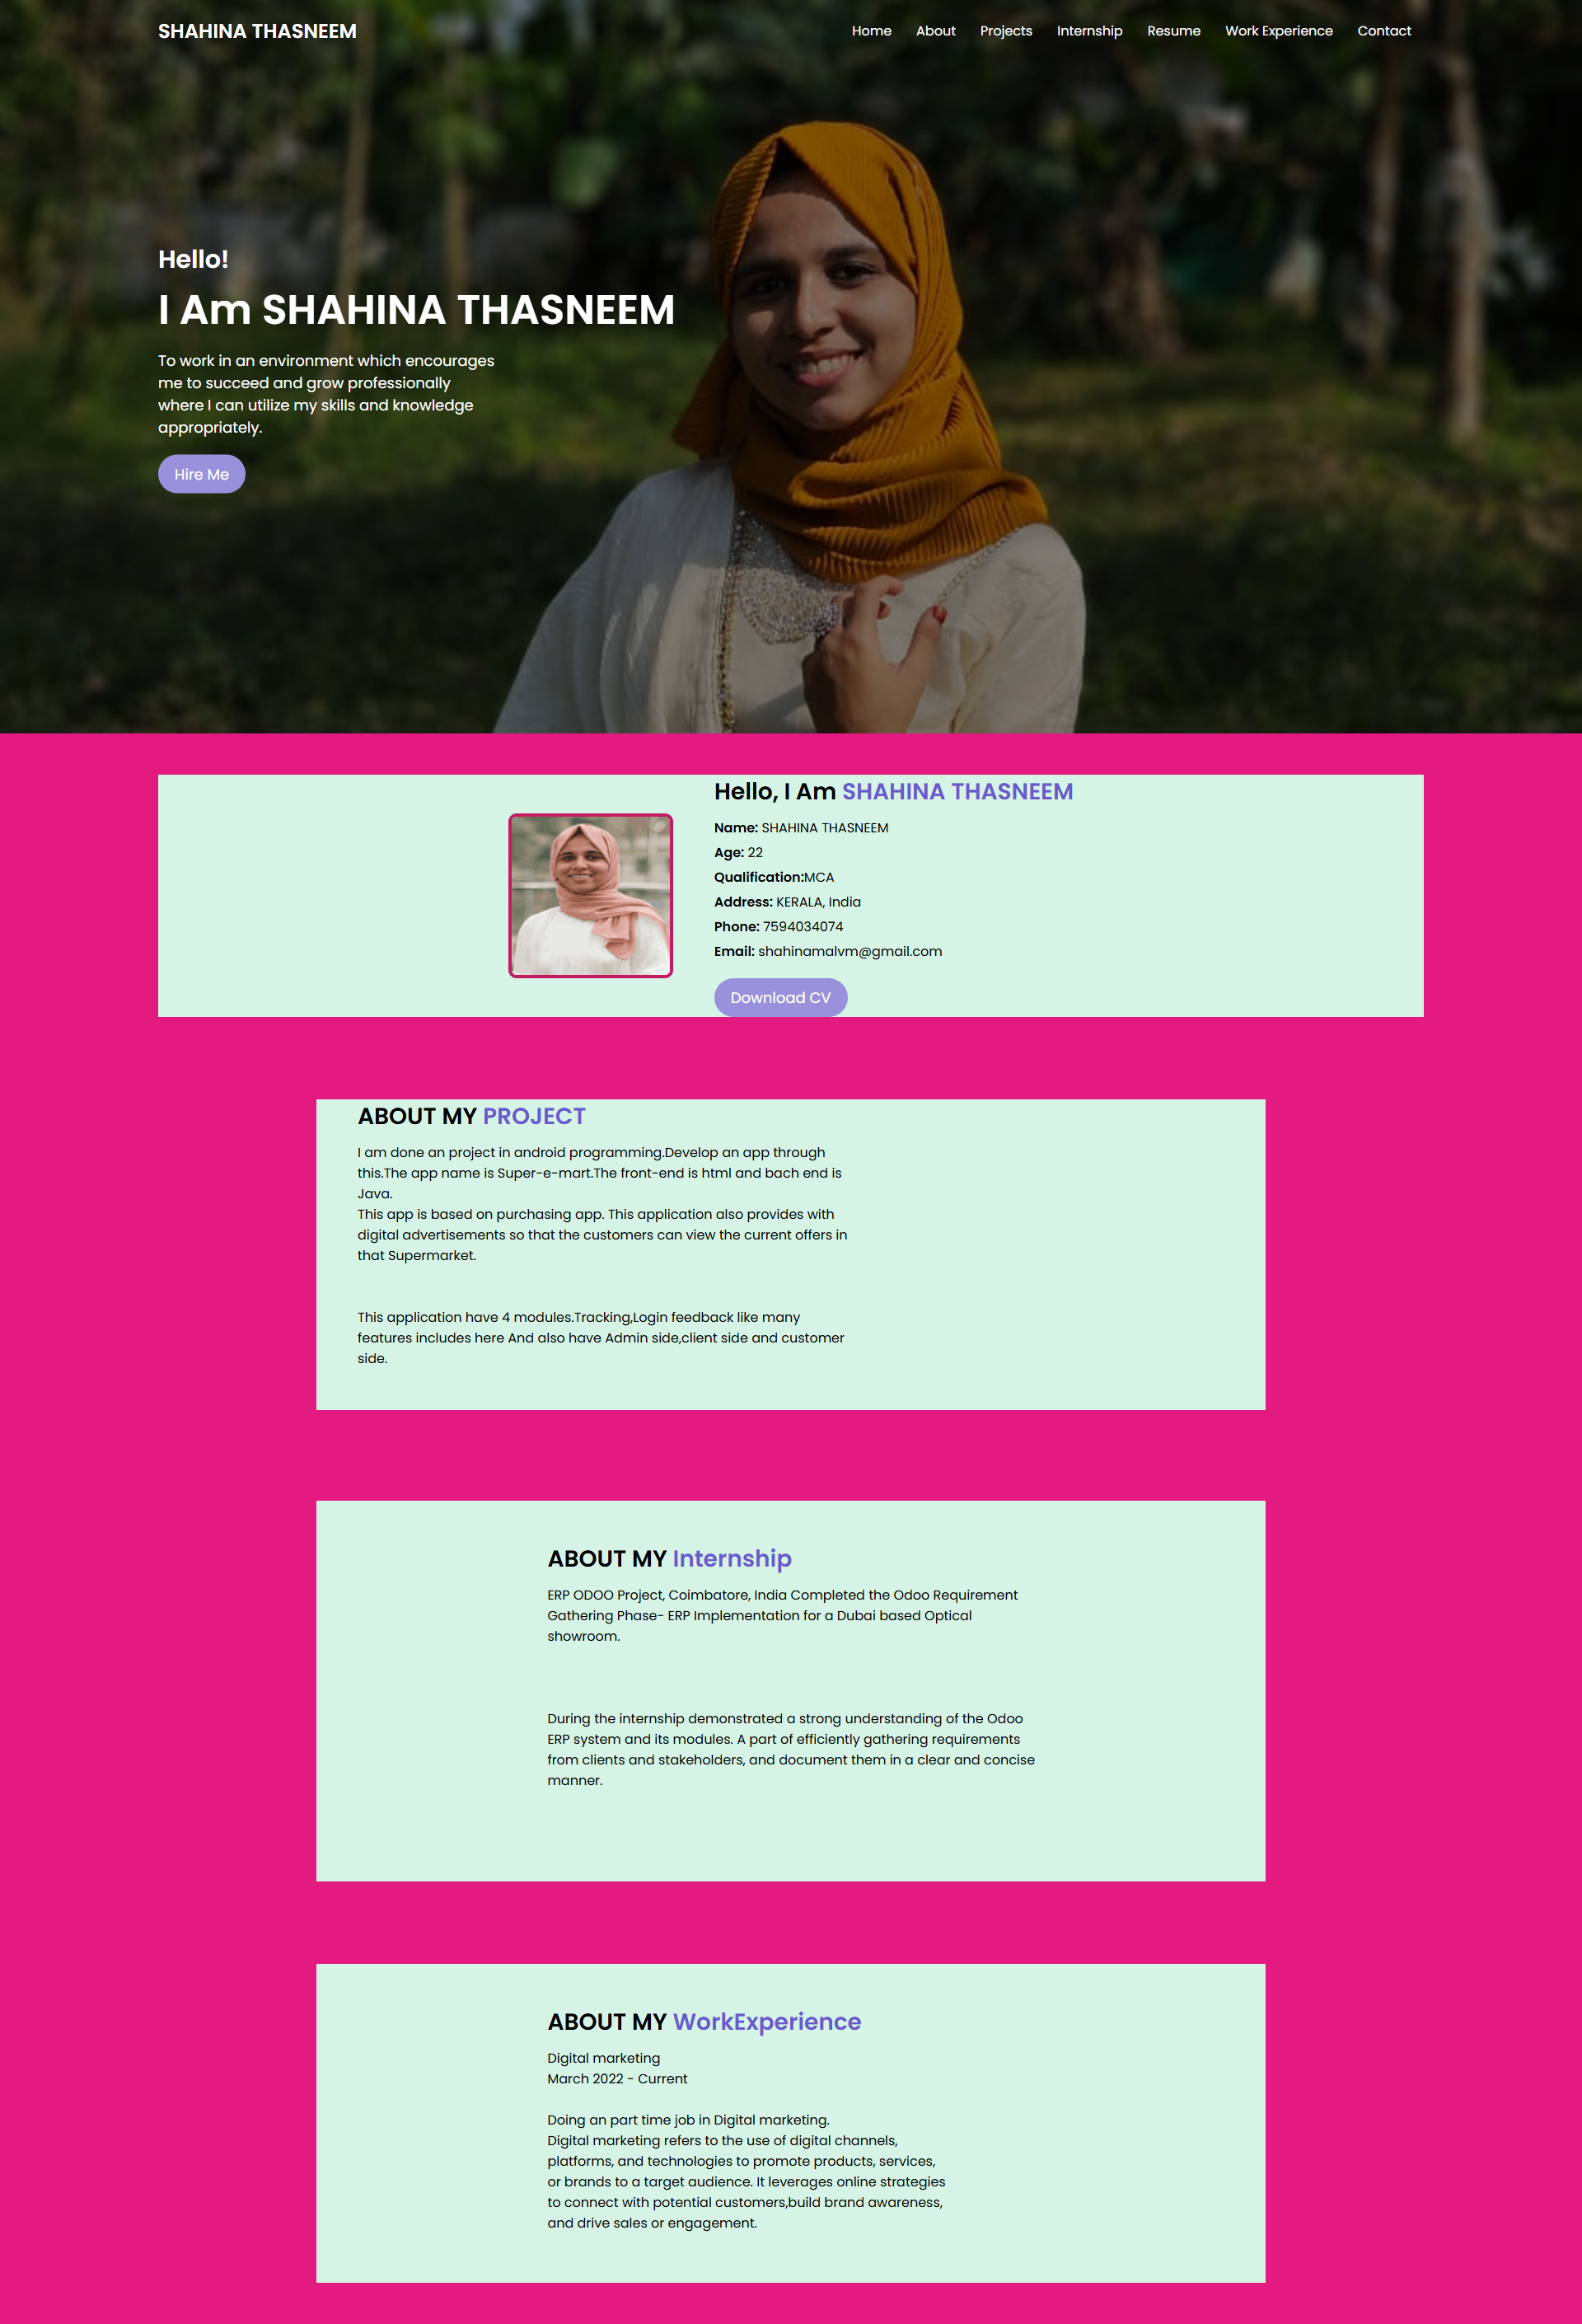 SHAHINA THASNEEM
Home About Projects Internship Resume Work Experience Contact
Hello!
I Am SHAHINA THASNEEM
To work in an environment which encourages
me to succeed and grow professionally
where I can utilize my skills and knowledge
appropriately.
Hire Me
Hello, I Am SHAHINA THASNEEM
Name: SHAHINA THASNEEM
Age: 22
Qualification:MCA
Address: KERALA, India
Phone: 7594034074
Email: shahinamalvm@gmail.com
Download CV
ABOUT MY PROJECT
I am done an project in android programming.Develop an app through
this.The app name is Super-e-mart.The front-end is html and bach end is
Java.
This app is based on purchasing app. This application also provides with
digital advertisements so that the customers can view the current offers in
that Supermarket.
This application have 4 modules.Tracking,Login feedback like many
features includes here And also have Admin side,client side and customer
side.
ABOUT MY Internship
ERP ODOO Project, Coimbatore, India Completed the Odoo Requirement
Gathering Phase- ERP Implementation for a Dubai based Optical
showroom.
During the internship demonstrated a strong understanding of the Odoo
ERP system and its modules. A part of efficiently gathering requirements
from clients and stakeholders, and document them in a clear and concise
manner.
ABOUT MY WorkExperience
Digital marketing
March 2022 - Current
Doing an part time job in Digital marketing.
Digital marketing refers to the use of digital channels,
platforms, and technologies to promote products, services,
or brands to a target audience. It leverages online strategies
to connect with potential customers,build brand awareness,
and drive sales or engagement.